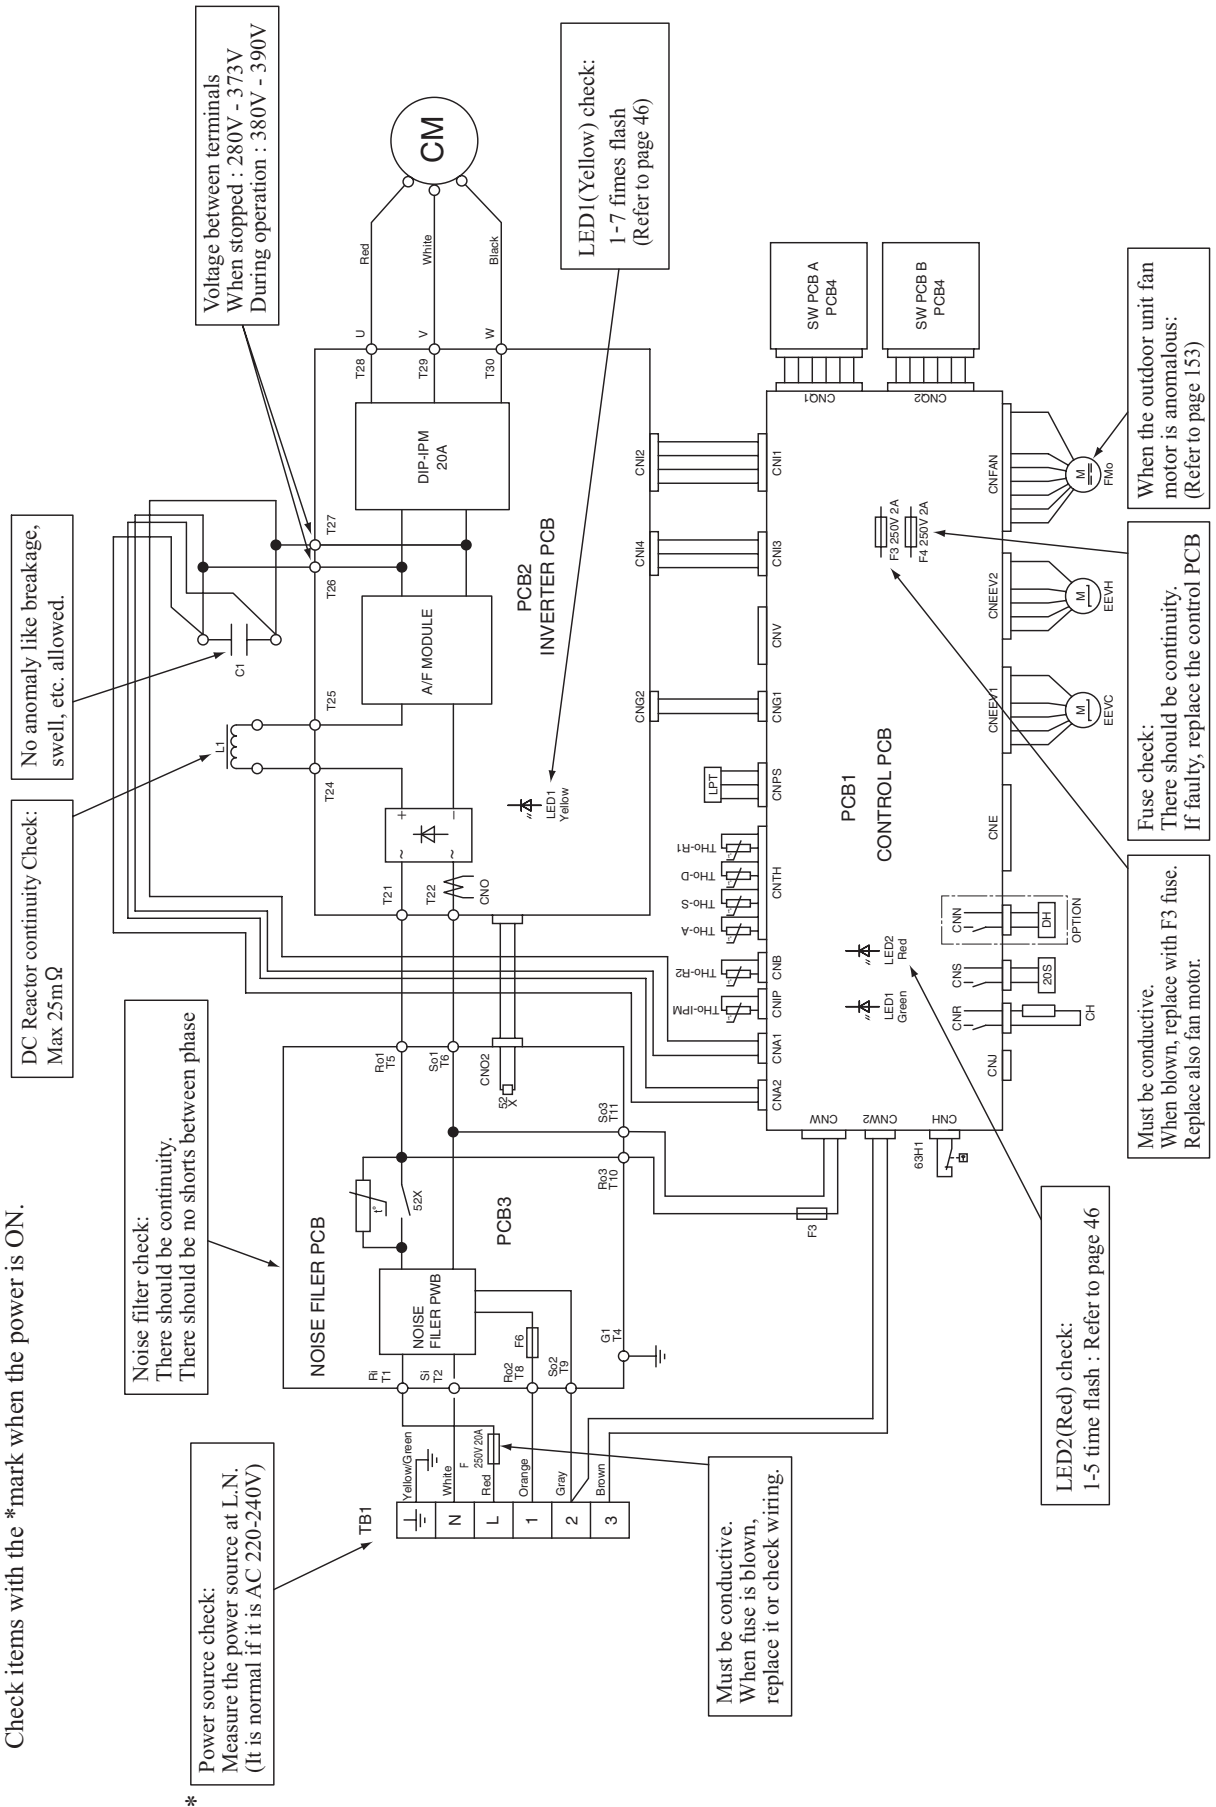 Check items with the *mark when the power is ON.
*
Power source check:
Measure the power source at L.N.
(It is normal if it is AC 220-240V)
Noise filter check:
There should be continuity.
There should be no shorts between phase
DC Reactor continuity Check:
Max 25mΩ
No anomaly like breakage,
swell, etc. allowed.
Voltage between terminals
When stopped : 280V - 373V
During operation : 380V - 390V
LED1(Yellow) check:
1-7 fimes flash
(Refer to page 46)
TB1
N
L
1
2
3
Yellow/Green
White
F
250V 20A
Red
Orange
Gray
Brown
Must be conductive.
When fuse is blown,
replace it or check wiring.
NOISE FILER PCB
PCB3
NOISE
FILER PWB
Ri
T1
Si
T2
Ro2
T8
F6
So2
T9
G1
T4
t°
52X
Ro1
T5
So1
T6
CNO2
52
X
So3
T11
Ro3
T10
F3
PCB2
INVERTER PCB
T21
T22
CNO
~
~
+
−
T24
L1
T25
C1
T26
T27
A/F MODULE
DIP-IPM
20A
T28
U
T29
V
T30
W
Red
White
Black
CM
LED1
Yellow
CNG2
CNI4
CNI2
PCB1
CONTROL PCB
CNA2
CNA1
CNIP
THo-IPM
CNB
THo-R2
CNTH
THo-A
THo-S
THo-D
THo-R1
CNPS
LPT
CNG1
CNV
CNI3
CNI1
CNQ1
CNQ2
SW PCB A
PCB4
SW PCB B
PCB4
CNW
CNW2
CNH
63H1
LED1
Green
LED2
Red
F3 250V 2A
F4 250V 2A
CNJ
CNR
CH
CNS
20S
CNN
DH
OPTION
CNE
CNEEV1
M
EEVC
CNEEV2
M
EEVH
CNFAN
M
FMo
LED2(Red) check:
1-5 time flash : Refer to page 46
Must be conductive.
When blown, replace with F3 fuse.
Replace also fan motor.
Fuse check:
There should be continuity.
If faulty, replace the control PCB
When the outdoor unit fan
motor is anomalous:
(Refer to page 153)